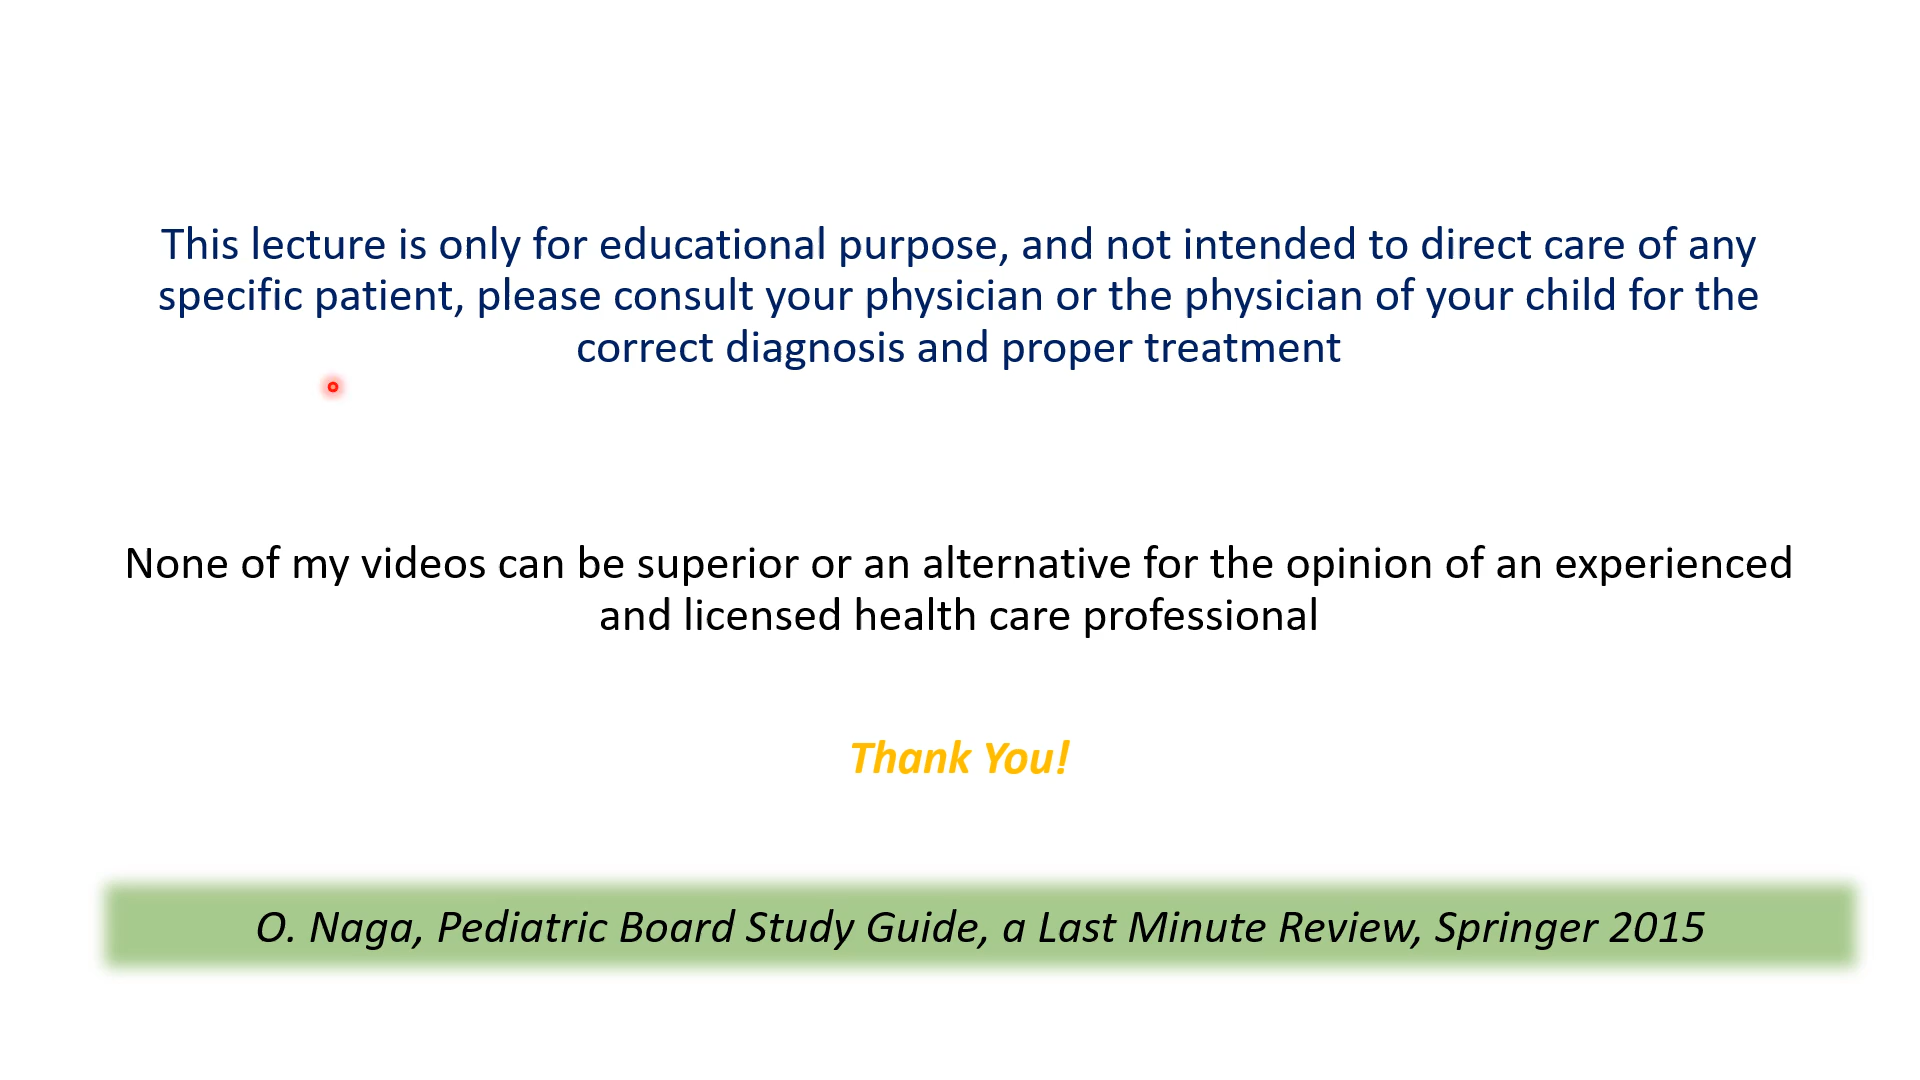 This lecture is only for educational purpose, and not intended to direct care of any
specific patient, please consult your physician or the physician of your child for the
correct diagnosis and proper treatment
None of my videos can be superior or an alternative for the opinion of an experienced
and licensed health care professional
Thank You!
O. Naga, Pediatric Board Study Guide, a Last Minute Review, Springer 2015